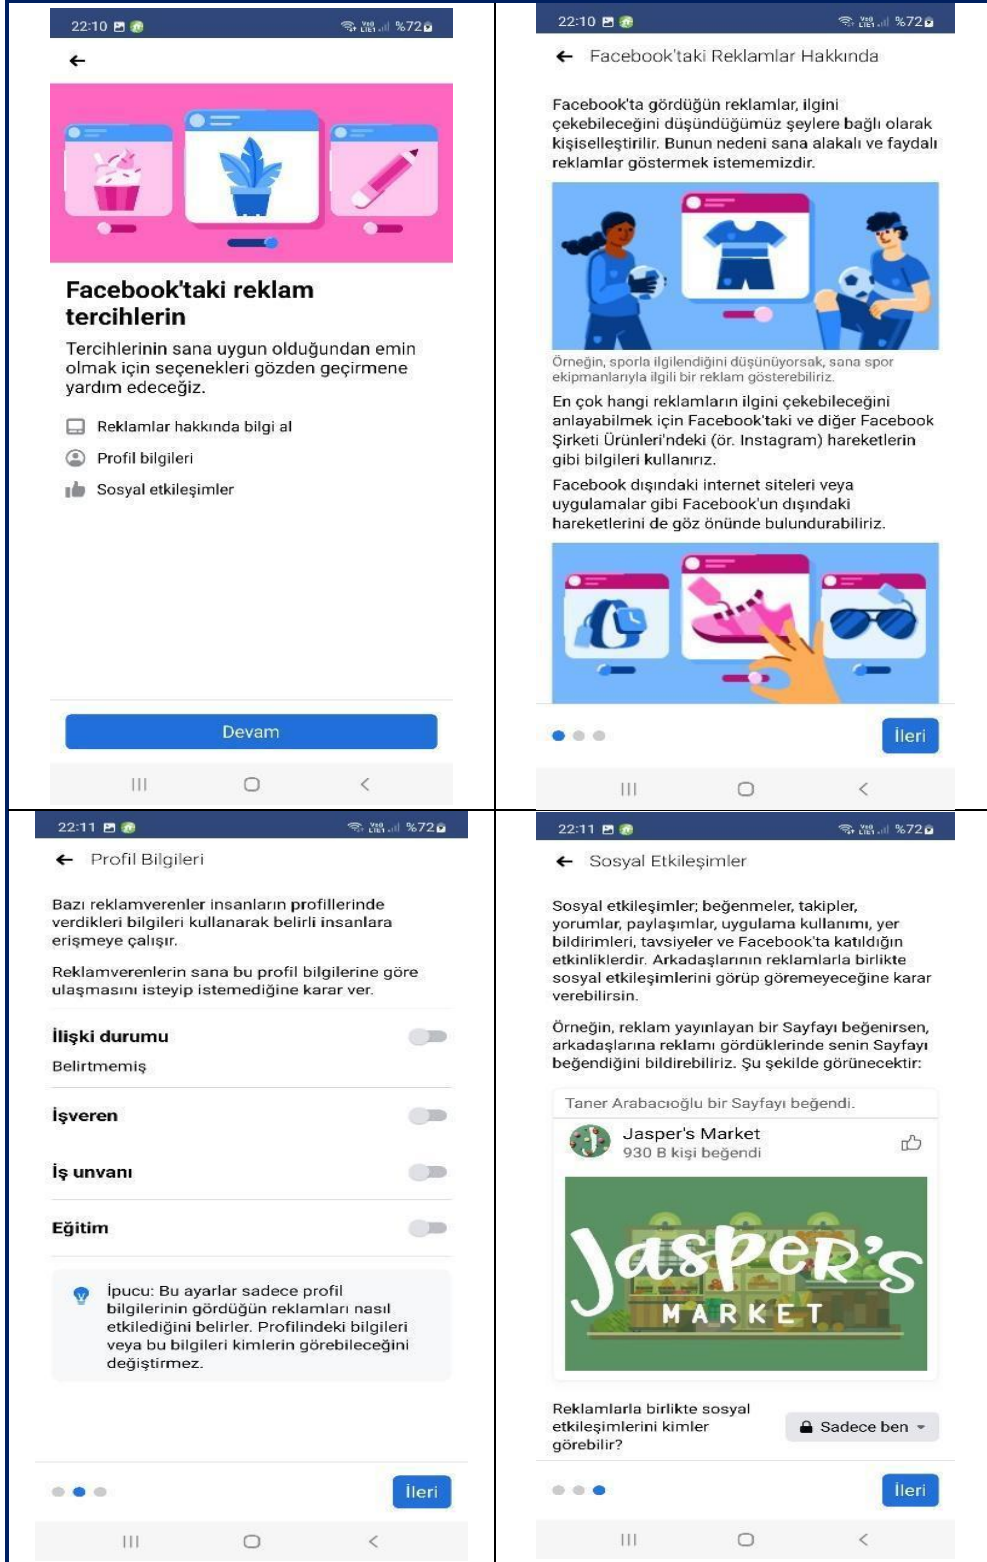 22:10
%72
Facebook'taki reklam
tercihlerin
Tercihlerinin sana uygun olduğundan emin
olmak için seçenekleri gözden geçirmene
yardım edeceğiz.
Reklamlar hakkında bilgi al
Profil bilgileri
Sosyal etkileşimler
Devam
22:10
%72
Facebook'taki Reklamlar Hakkında
Facebook'ta gördüğün reklamlar, ilgini
çekebileceğini düşündüğümüz şeylere bağlı olarak
kişiselleştirilir. Bunun nedeni sana alakalı ve faydalı
reklamlar göstermek istememizdir.
Örneğin, sporla ilgilendiğini düşünüyorsak, sana spor
ekipmanlarıyla ilgili bir reklam gösterebiliriz.
En çok hangi reklamların ilgini çekebileceğini
anlayabilmek için Facebook'taki ve diğer Facebook
Şirketi Ürünleri'ndeki (ör. Instagram) hareketlerin
gibi bilgileri kullanırız.
Facebook dışındaki internet siteleri veya
uygulamalar gibi Facebook'un dışındaki
hareketlerini de göz önünde bulundurabiliriz.
İleri
22:11
%72
Profil Bilgileri
Bazı reklamverenler insanların profillerinde
verdikleri bilgileri kullanarak belirli insanlara
erişmeye çalışır.
Reklamverenlerin sana bu profil bilgilerine göre
ulaşmasını isteyip istemediğine karar ver.
İlişki durumu
Belirtmemiş
İşveren
İş unvanı
Eğitim
İpucu: Bu ayarlar sadece profil
bilgilerinin gördüğün reklamları nasıl
etkilediğini belirler. Profilindeki bilgileri
veya bu bilgileri kimlerin görebileceğini
değiştirmez.
İleri
22:11
%72
Sosyal Etkileşimler
Sosyal etkileşimler; beğenmeler, takipler,
yorumlar, paylaşımlar, uygulama kullanımı, yer
bildirimleri, tavsiyeler ve Facebook'ta katıldığın
etkinliklerdir. Arkadaşlarının reklamlarla birlikte
sosyal etkileşimlerini görüp göremeyeceğine karar
verebilirsin.
Örneğin, reklam yayınlayan bir Sayfayı beğenirsen,
arkadaşlarına reklamı gördüklerinde senin Sayfayı
beğendiğini bildirebiliriz. Şu şekilde görünecektir:
Taner Arabacıoğlu bir Sayfayı beğendi.
Jasper's Market
930 B kişi beğendi
Jasper's
MARKET
Reklamlarla birlikte sosyal
etkileşimlerini kimler
görebilir?
Sadece ben
İleri